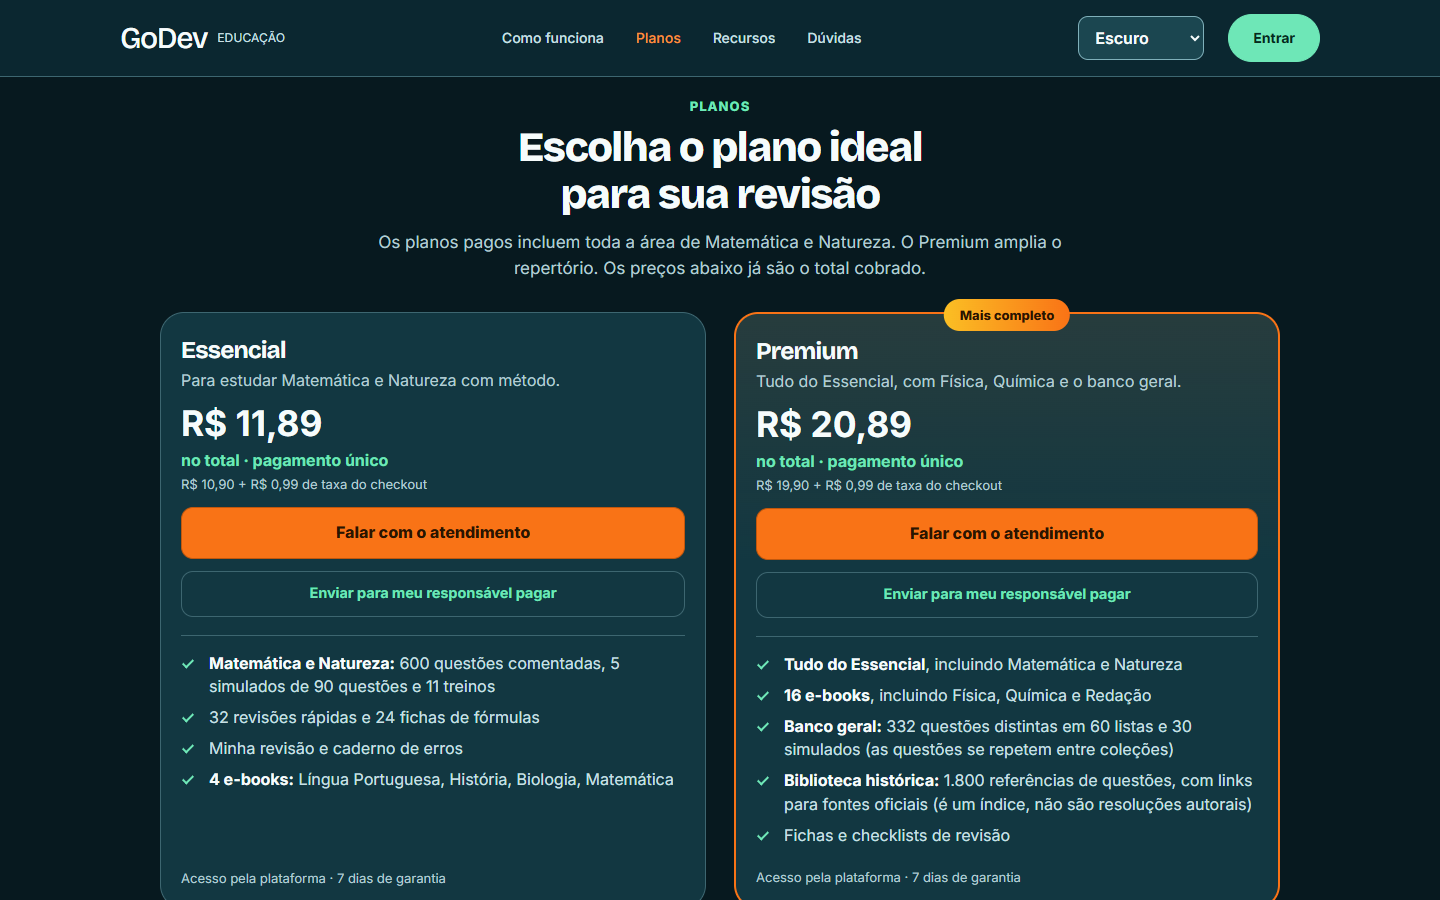 GoDev EDUCAÇÃO
Como funciona
Planos
Recursos
Dúvidas
Escuro
Entrar
PLANOS
Escolha o plano ideal
para sua revisão
Os planos pagos incluem toda a área de Matemática e Natureza. O Premium amplia o
repertório. Os preços abaixo já são o total cobrado.
Essencial
Para estudar Matemática e Natureza com método.
R$ 11,89
no total · pagamento único
R$ 10,90 + R$ 0,99 de taxa do checkout
Falar com o atendimento
Enviar para meu responsável pagar
Matemática e Natureza: 600 questões comentadas, 5
simulados de 90 questões e 11 treinos
32 revisões rápidas e 24 fichas de fórmulas
Minha revisão e caderno de erros
4 e-books: Língua Portuguesa, História, Biologia, Matemática
Acesso pela plataforma · 7 dias de garantia
Mais completo
Premium
Tudo do Essencial, com Física, Química e o banco geral.
R$ 20,89
no total · pagamento único
R$ 19,90 + R$ 0,99 de taxa do checkout
Falar com o atendimento
Enviar para meu responsável pagar
Tudo do Essencial, incluindo Matemática e Natureza
16 e-books, incluindo Física, Química e Redação
Banco geral: 332 questões distintas em 60 listas e 30
simulados (as questões se repetem entre coleções)
Biblioteca histórica: 1.800 referências de questões, com links
para fontes oficiais (é um índice, não são resoluções autorais)
Fichas e checklists de revisão
Acesso pela plataforma · 7 dias de garantia